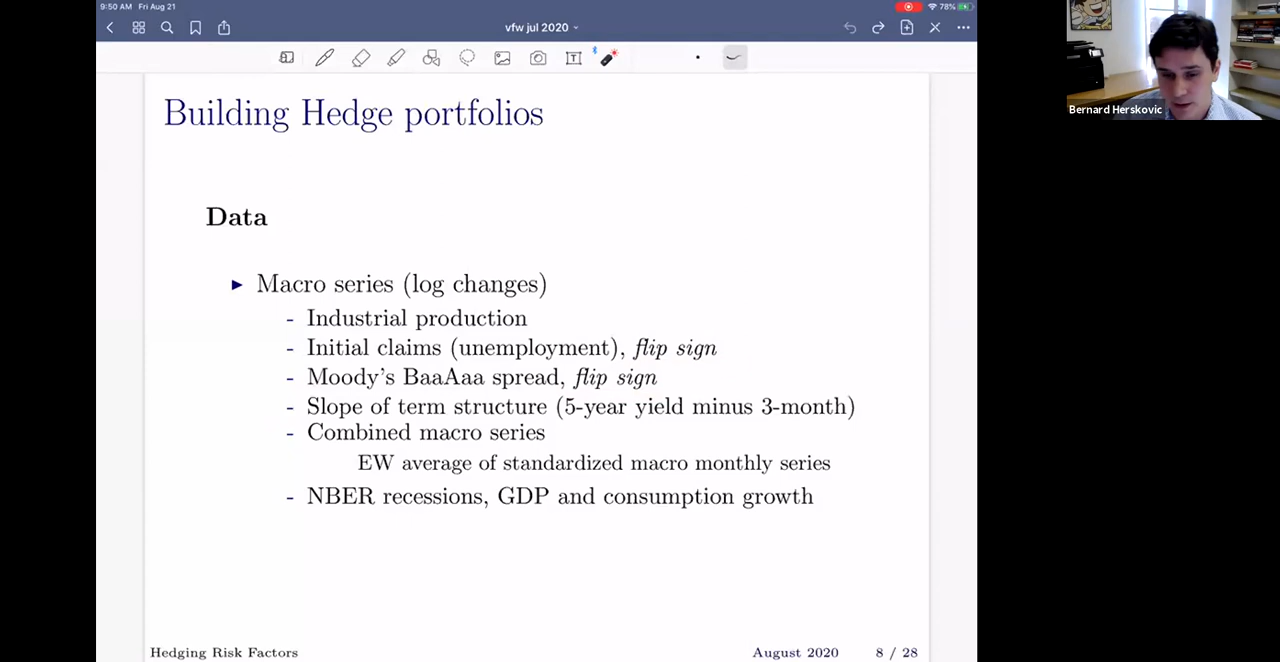 9:50 AM Fri Aug 21
78%
vfw jul 2020
Building Hedge portfolios
Data
► Macro series (log changes)
- Industrial production
- Initial claims (unemployment), flip sign
- Moody's BaaAaa spread, flip sign
- Slope of term structure (5-year yield minus 3-month)
- Combined macro series
EW average of standardized macro monthly series
- NBER recessions, GDP and consumption growth
Hedging Risk Factors
August 2020
8 / 28
Bernard Herskovic